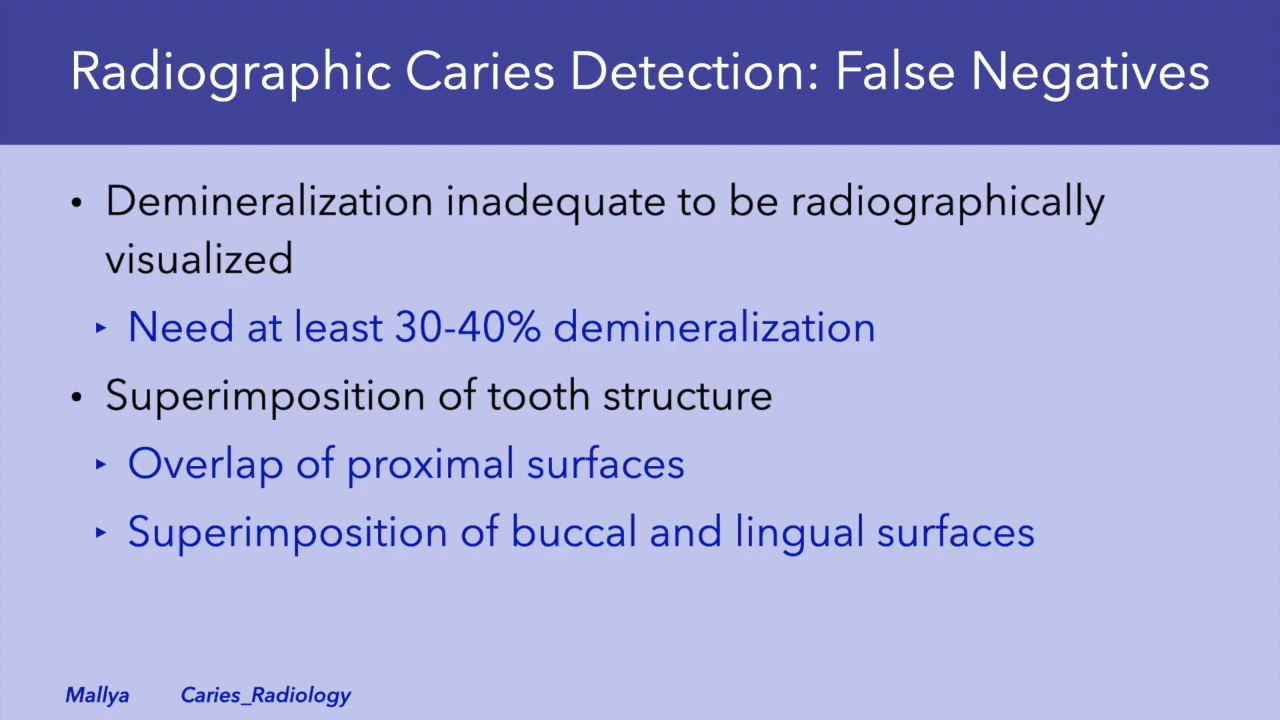 Radiographic Caries Detection: False Negatives
• Demineralization inadequate to be radiographically
visualized
‣ Need at least 30-40% demineralization
• Superimposition of tooth structure
‣ Overlap of proximal surfaces
‣ Superimposition of buccal and lingual surfaces
Mallya Caries_Radiology